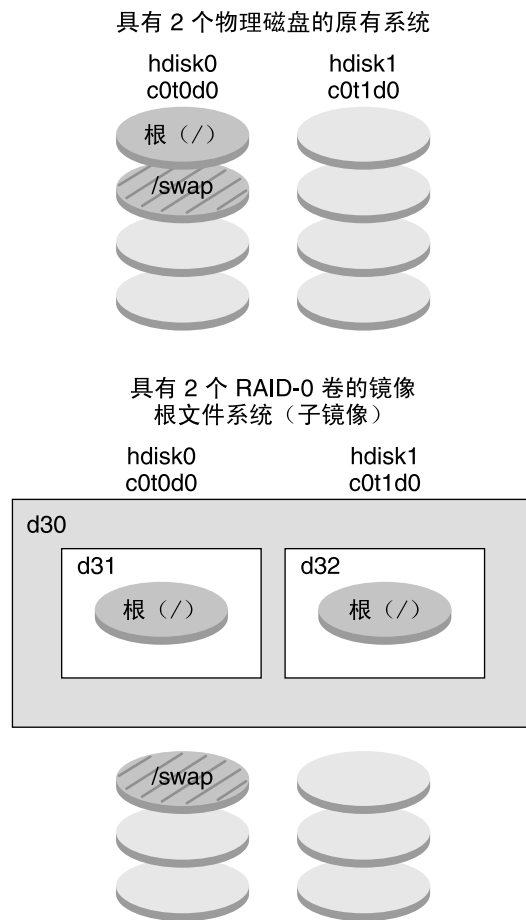 具有 2 个物理磁盘的原有系统
hdisk0
c0t0d0
hdisk1
c0t1d0
根（/）
/swap
具有 2 个 RAID-0 卷的镜像
根文件系统（子镜像）
hdisk0
c0t0d0
hdisk1
c0t1d0
d30
d31
d32
根（/）
根（/）
/swap